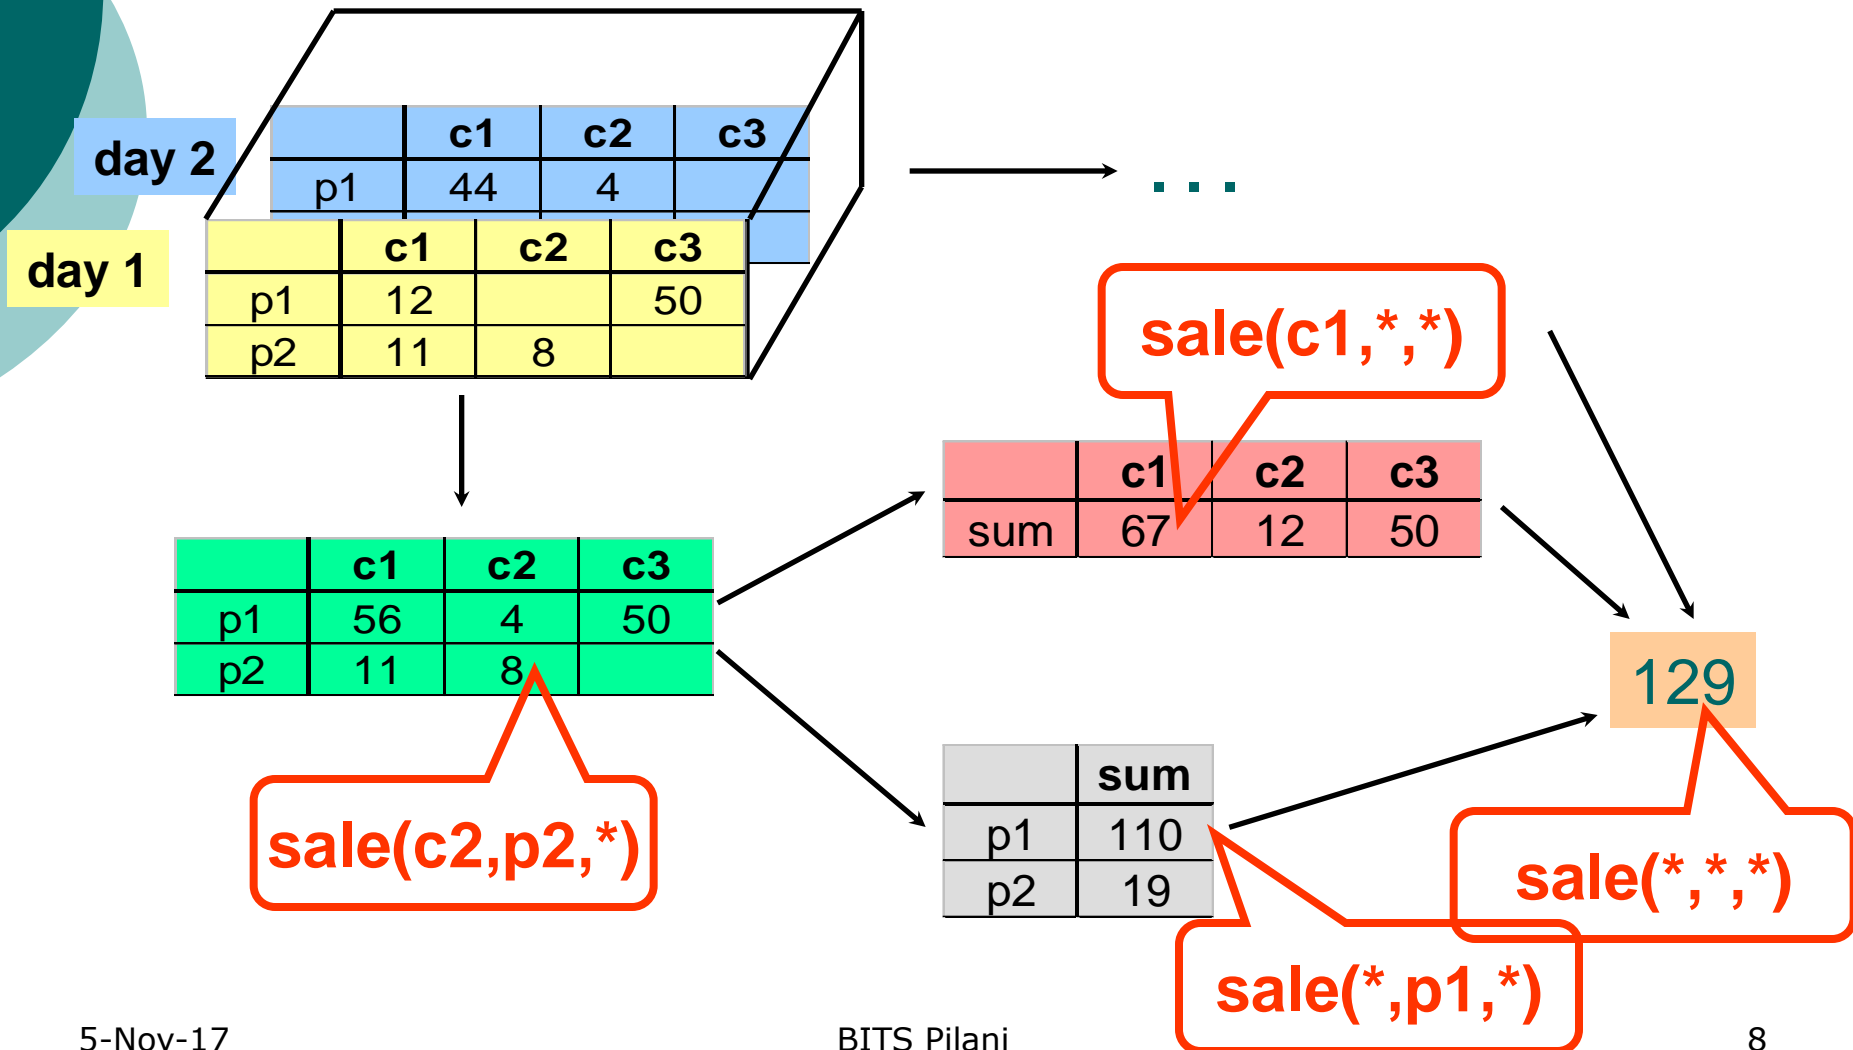 day 2
c1 c2 c3
p1 44 4
day 1
c1 c2 c3
p1 12 50
p2 11 8
. . .
sale(c1,*,*)
c1 c2 c3
sum 67 12 50
c1 c2 c3
p1 56 4 50
p2 11 8
129
sale(c2,p2,*)
sum
p1 110
p2 19
sale(*,*,*)
sale(*,p1,*)
5-Nov-17 BITS Pilani 8